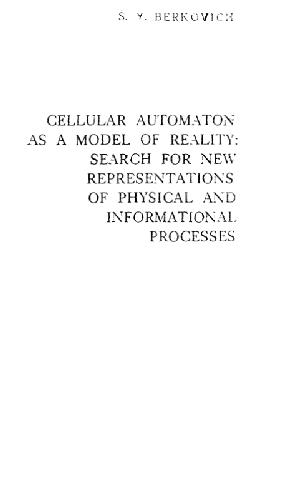 S. Y. BERKOVICH
CELLULAR AUTOMATON
AS A MODEL OF REALITY:
SEARCH FOR NEW
REPRESENTATIONS
OF PHYSICAL AND
INFORMATIONAL
PROCESSES